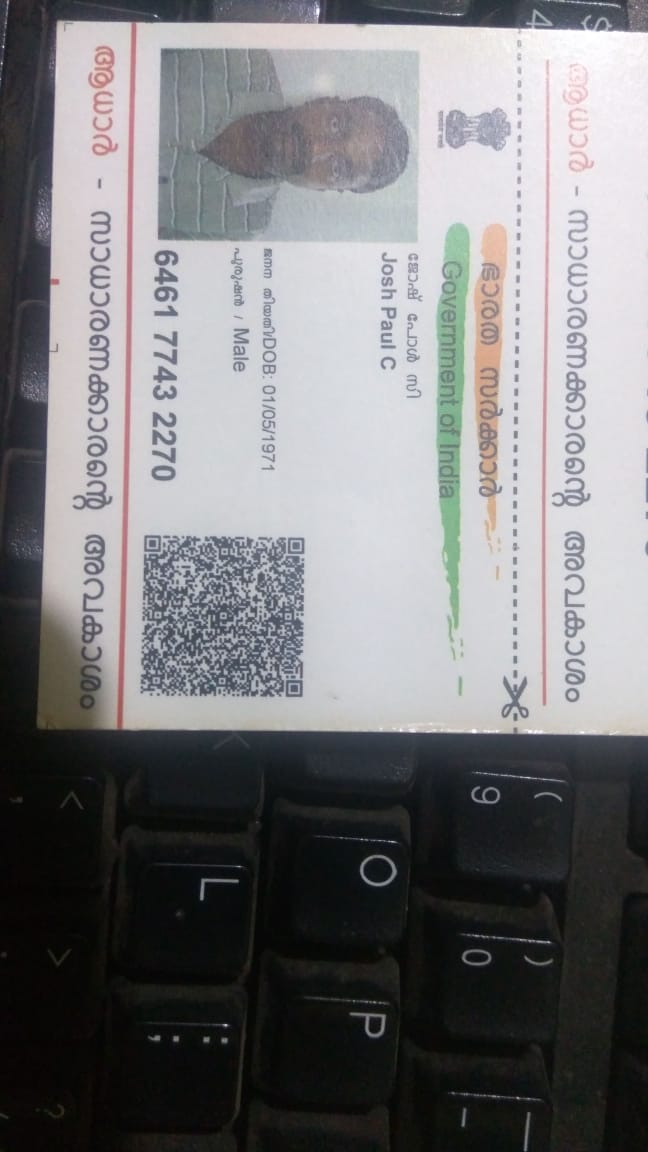 ആധാർ - സാധാരണക്കാരന്റെ അവകാശം
ഭാരത സർക്കാർ
Government of India
ജോഷ് പോൾ സി
Josh Paul C
ജനന തിയതി/DOB: 01/05/1971
പുരുഷൻ / Male
6461 7743 2270
ആധാർ - സാധാരണക്കാരന്റെ അവകാശം
$
4
(
9
)
0
_
-
O
P
L
:
;
<
,
>
.
?
/